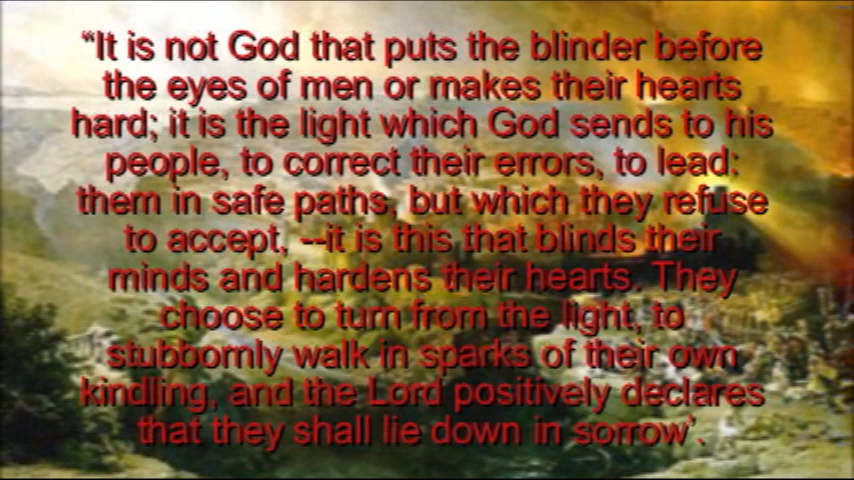 “It is not God that puts the blinder before
the eyes of men or makes their hearts
hard; it is the light which God sends to his
people, to correct their errors, to lead:
them in safe paths, but which they refuse
to accept, --it is this that blinds their
minds and hardens their hearts. They
choose to turn from the light, to
stubbornly walk in sparks of their own
kindling, and the Lord positively declares
that they shall lie down in sorrow’.